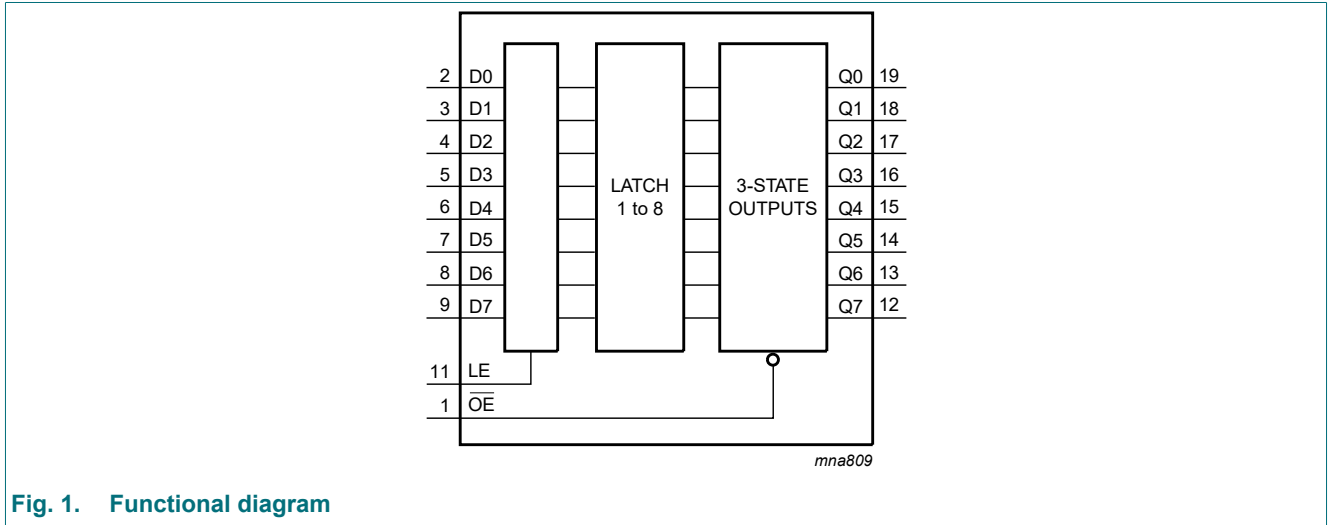 2 D0 Q0 19
3 D1 Q1 18
4 D2 Q2 17
5 D3 Q3 16
LATCH 3-STATE
6 D4 1 to 8 OUTPUTS Q4 15
7 D5 Q5 14
8 D6 Q6 13
9 D7 Q7 12
11 LE
1 O̅E̅
mna809
Fig. 1. Functional diagram